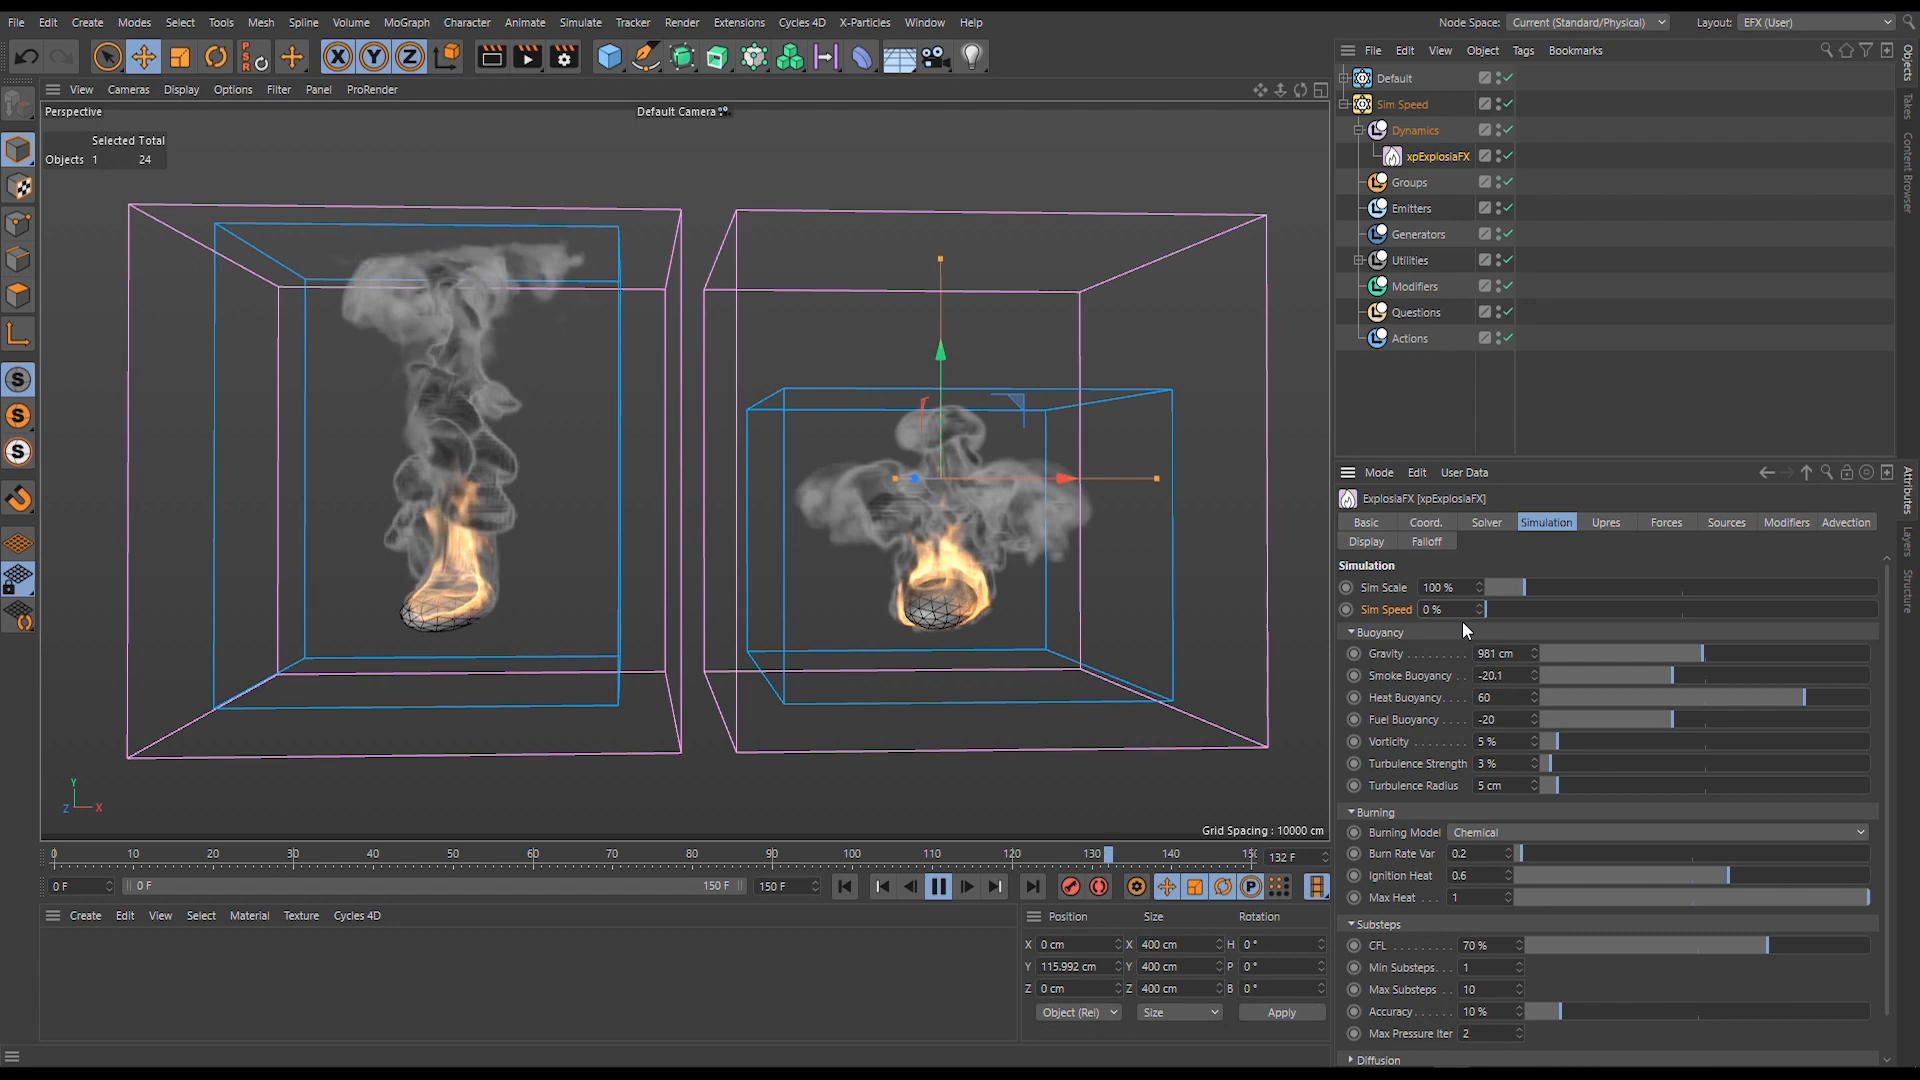 File Edit Create Modes Select Tools Mesh Spline Volume MoGraph Character Animate Simulate Tracker Render Extensions Cycles 4D X-Particles Window Help
Node Space: Current (Standard/Physical) Layout: EFX (User)
PSR X Y Z
File Edit View Object Tags Bookmarks
View Cameras Display Options Filter Panel ProRender
Perspective
Default Camera
Selected Total
Objects 1 24
Default
Sim Speed
Dynamics
xpExplosiaFX
Groups
Emitters
Generators
Utilities
Modifiers
Questions
Actions
Objects
Takes
Content Browser
S
S
S
Y
Z X
Grid Spacing : 10000 cm
Mode Edit User Data
ExplosiaFX [xpExplosiaFX]
Basic Coord. Solver Simulation Upres Forces Sources Modifiers Advection
Display Falloff
Simulation
Sim Scale 100 %
Sim Speed 0 %
Buoyancy
Gravity . . . . . . . . . 981 cm
Smoke Buoyancy . . -20.1
Heat Buoyancy. . . . 60
Fuel Buoyancy . . . . -20
Vorticity . . . . . . . . 5 %
Turbulence Strength 3 %
Turbulence Radius 5 cm
Burning
Burning Model Chemical
Burn Rate Var 0.2
Ignition Heat 0.6
Max Heat . . . 1
Substeps
CFL . . . . . . . . . 70 %
Min Substeps. . . 1
Max Substeps . . 10
Accuracy. . . . . . 10 %
Max Pressure Iter 2
Diffusion
Attributes
Layers
Structure
0 10 20 30 40 50 60 70 80 90 100 110 120 130 140 132 F
0 F 0 F 150 F 150 F P
Create Edit View Select Material Texture Cycles 4D
Position Size Rotation
X 0 cm X 400 cm H 0 °
Y 115.992 cm Y 400 cm P 0 °
Z 0 cm Z 400 cm B 0 °
Object (Rel) Size Apply